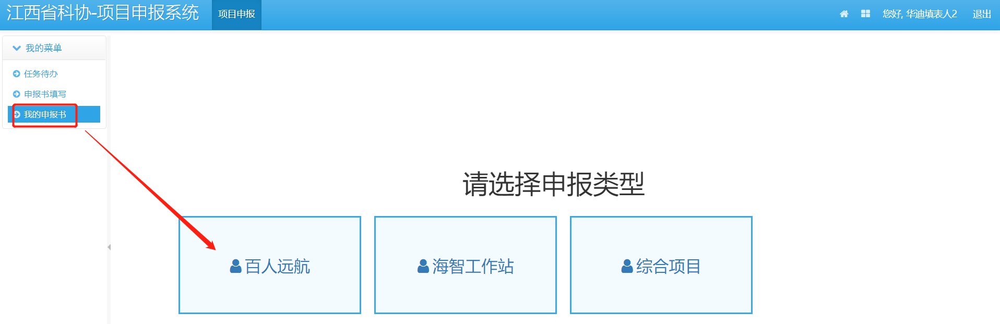 江西省科协-项目申报系统 项目申报 您好, 华迪填表人2 退出
我的菜单
任务待办
申报书填写
我的申报书
请选择申报类型
百人远航 海智工作站 综合项目